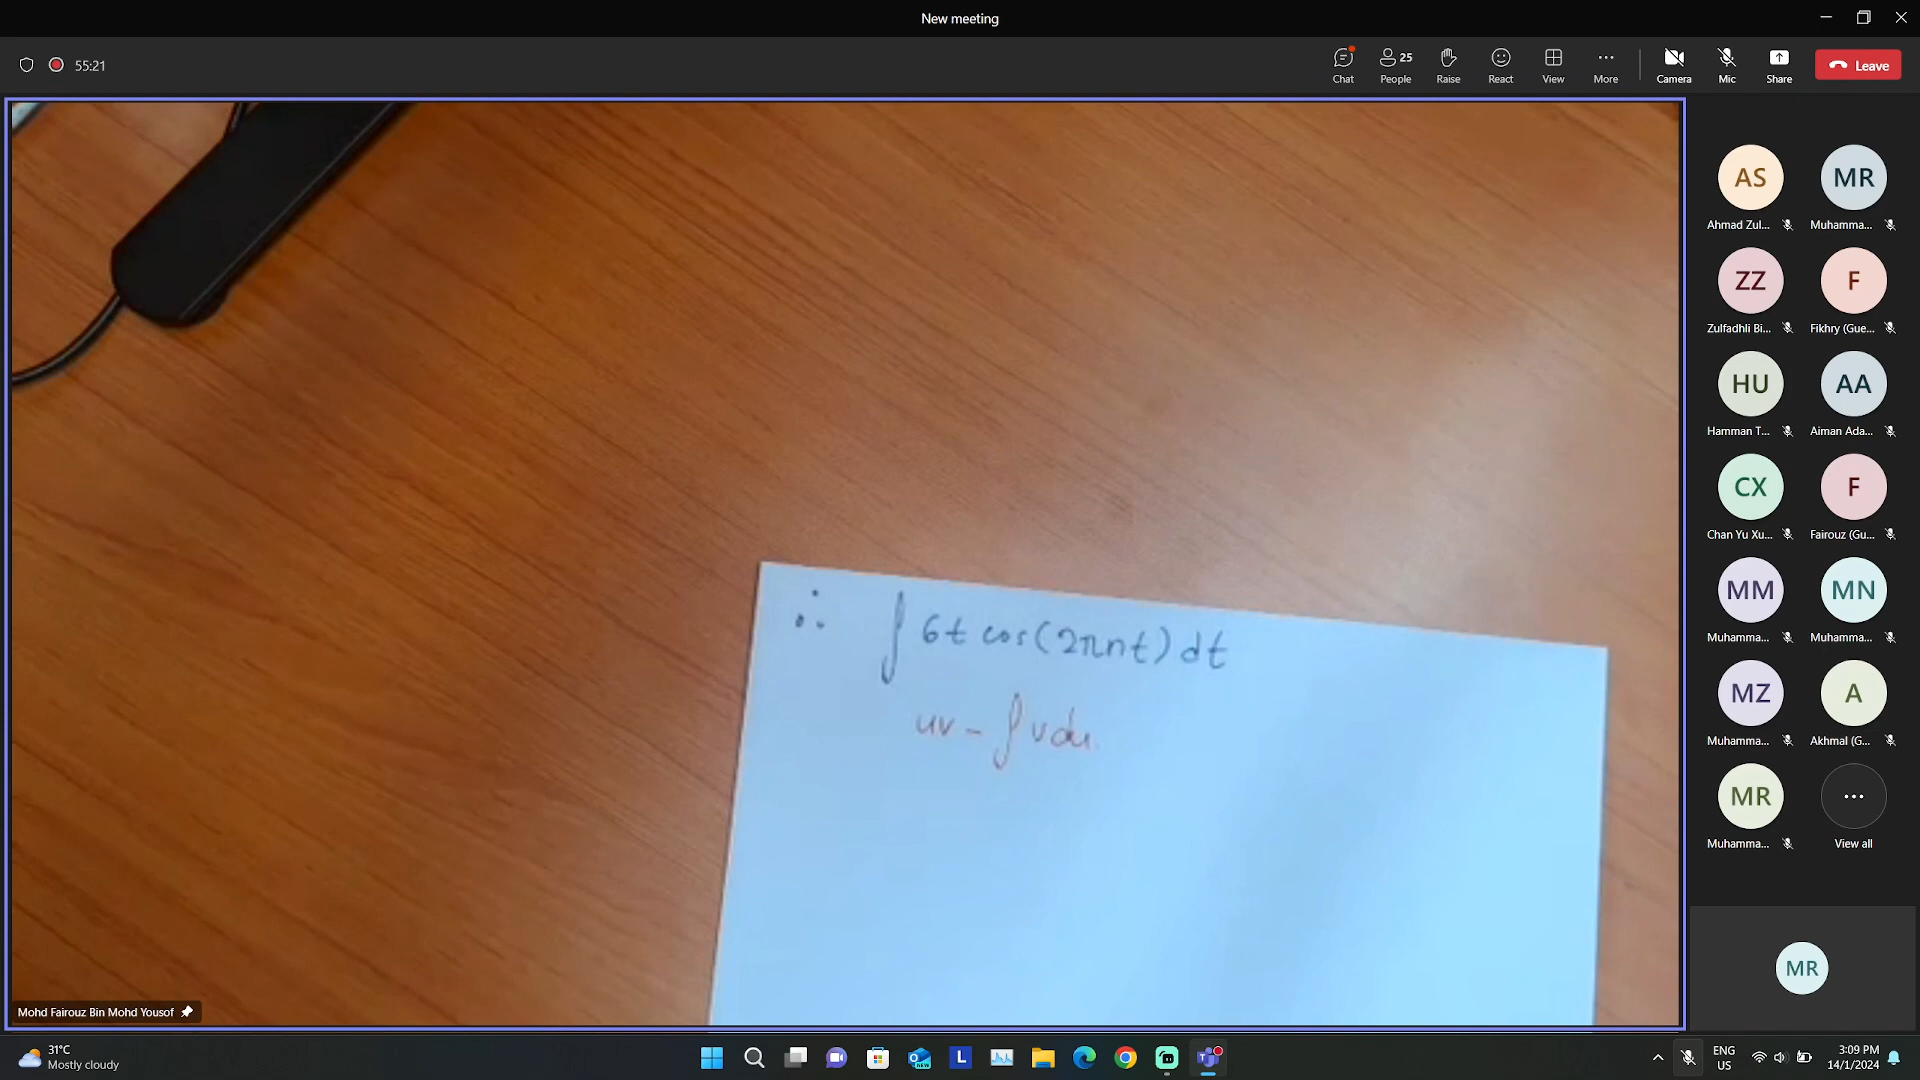 New meeting
55:21
Chat
25
People
Raise
React
View
More
Camera
Mic
Share
Leave
∴ ∫ 6t cos(2πnt) dt
uv - ∫ v du.
AS
Ahmad Zul...
MR
Muhamma...
ZZ
Zulfadhli Bi...
F
Fikhry (Gue...
HU
Hamman T...
AA
Aiman Ada...
CX
Chan Yu Xu...
F
Fairouz (Gu...
MM
Muhamma...
MN
Muhamma...
MZ
Muhamma...
A
Akhmal (G...
MR
Muhamma...
View all
MR
Mohd Fairouz Bin Mohd Yousof
31°C
Mostly cloudy
NEW
L
ENG
US
3:09 PM
14/1/2024